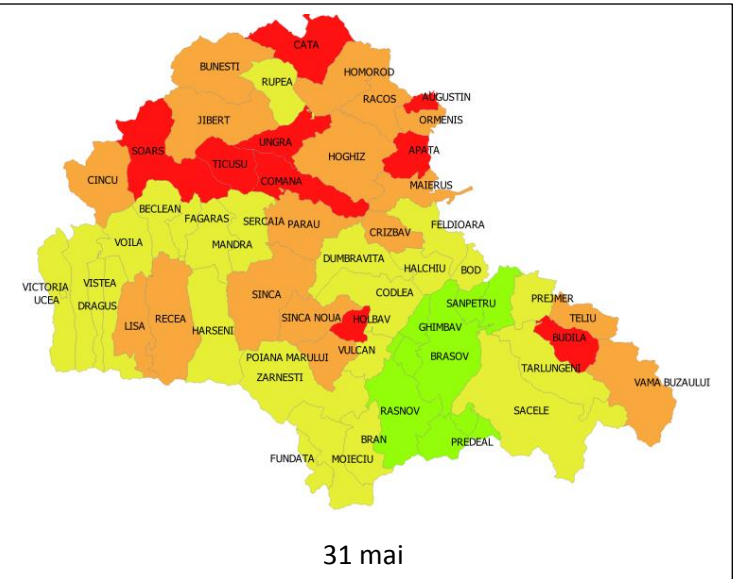 CATA
BUNESTI
HOMOROD
RUPEA
RACOS
AUGUSTIN
JIBERT
ORMENIS
UNGRA
SOARS
APATA
HOGHIZ
TICUSU
CINCU
COMANA
MAIERUS
BECLEAN
FAGARAS
SERCAIA
PARAU
FELDIOARA
CRIZBAV
VOILA
MANDRA
DUMBRAVITA
HALCHIU
BOD
VISTEA
VICTORIA
UCEA
SINCA
CODLEA
PREJMER
DRAGUS
SANPETRU
RECEA
SINCA NOUA
HOLBAV
TELIU
LISA
HARSENI
GHIMBAV
BUDILA
VULCAN
POIANA MARULUI
BRASOV
TARLUNGENI
ZARNESTI
VAMA BUZAULUI
RASNOV
SACELE
BRAN
PREDEAL
FUNDATA
MOIECIU
31 mai